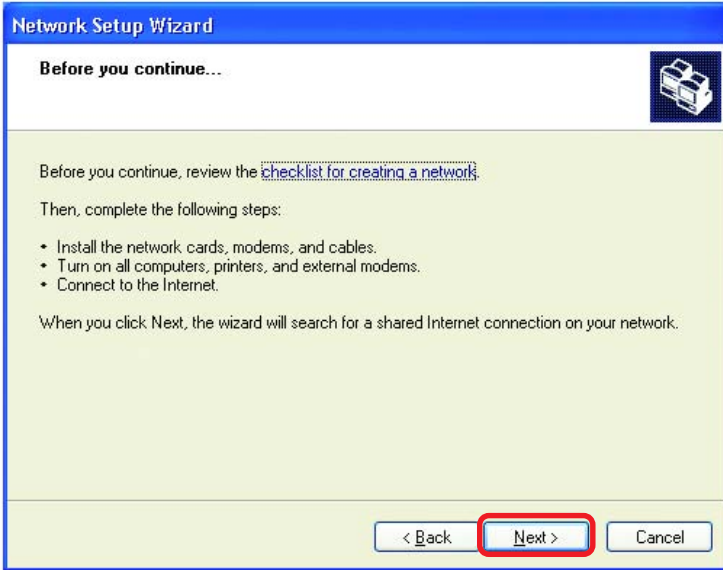 Network Setup Wizard
Before you continue...
Before you continue, review the checklist for creating a network.
Then, complete the following steps:
• Install the network cards, modems, and cables.
• Turn on all computers, printers, and external modems.
• Connect to the Internet.
When you click Next, the wizard will search for a shared Internet connection on your network.
< Back Next > Cancel